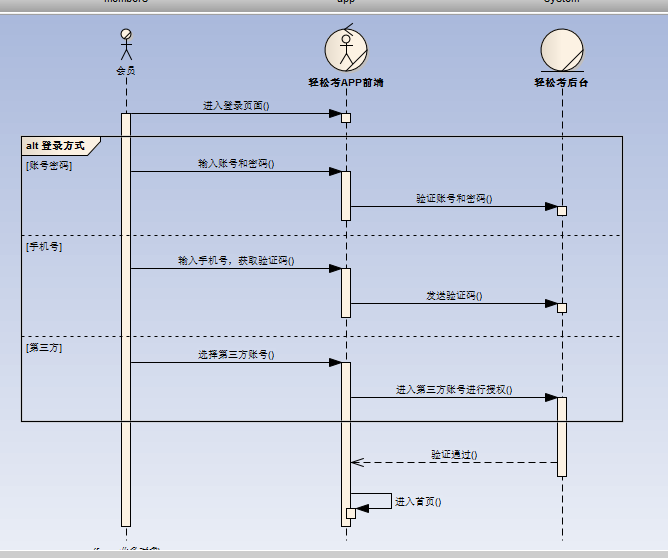 members
app
system
会员
轻松考APP前端
轻松考后台
进入登录页面()
alt 登录方式
[账号密码]
输入账号和密码()
验证账号和密码()
[手机号]
输入手机号，获取验证码()
发送验证码()
[第三方]
选择第三方账号()
进入第三方账号进行授权()
验证通过()
进入首页()